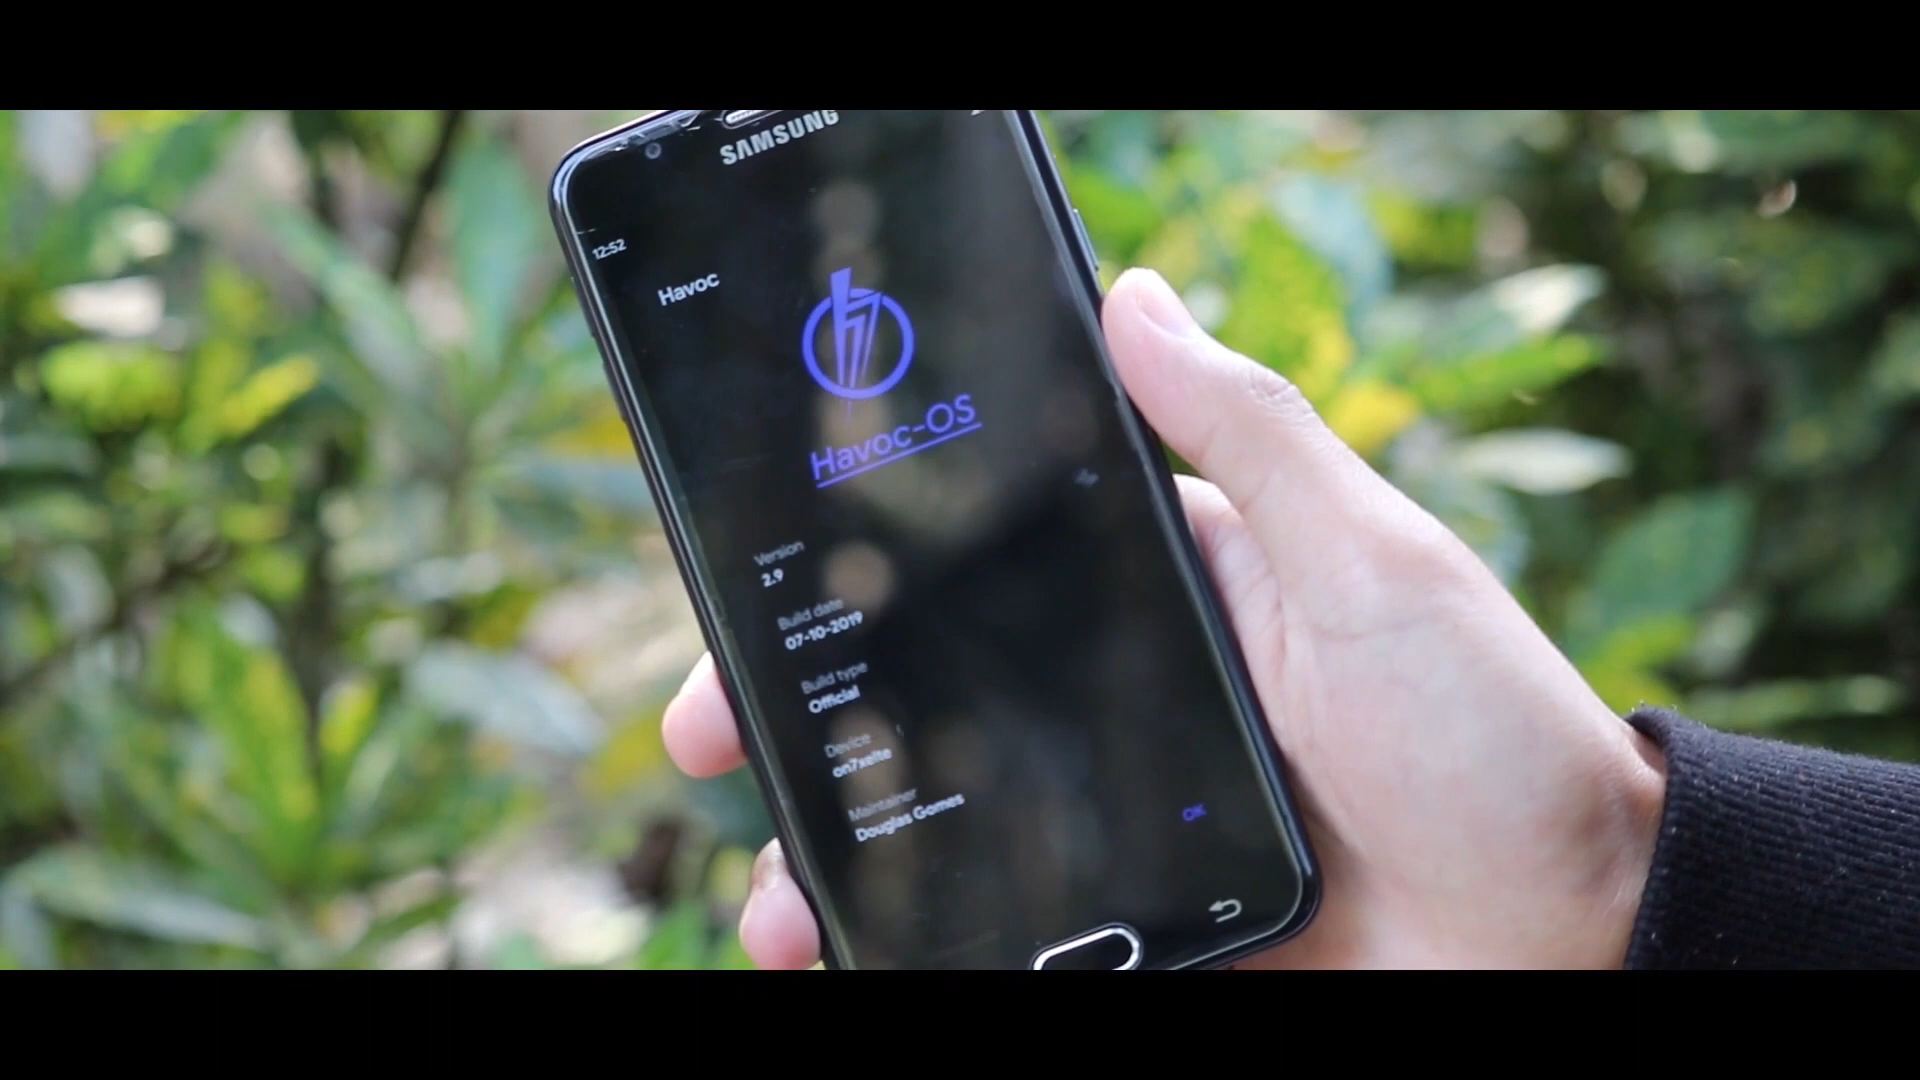 SAMSUNG
12:52
Havoc
Havoc-OS
Version
2.9
Build date
07-10-2019
Build type
Official
Device
on7xelte
Maintainer
Douglas Gomes
OK